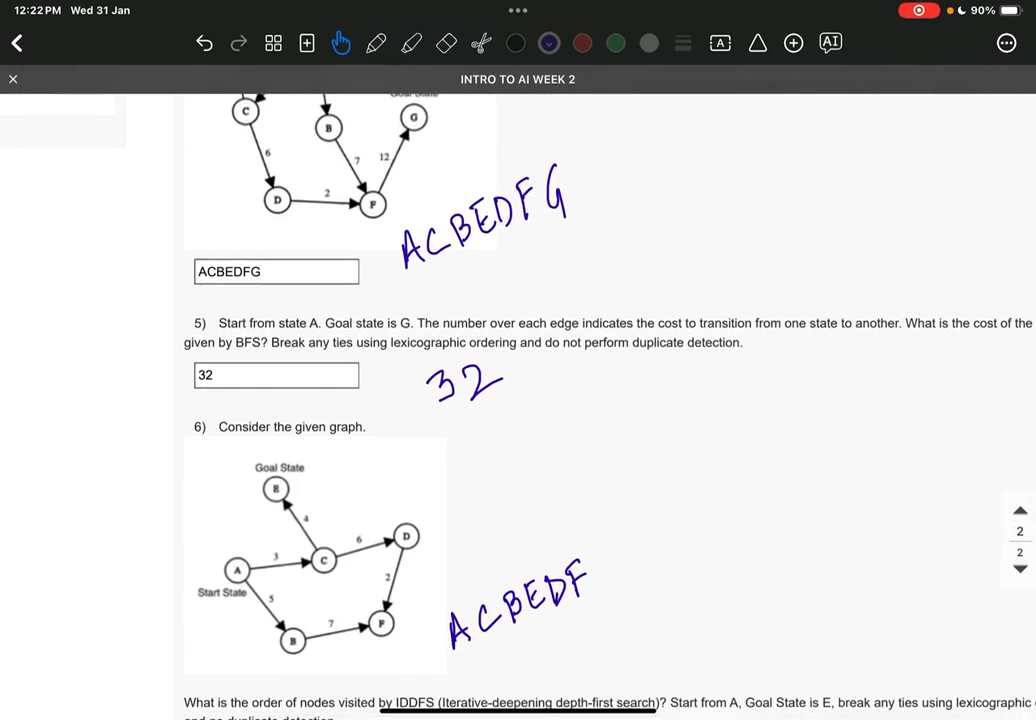 12:22 PM Wed 31 Jan
90%
A
AI
INTRO TO AI WEEK 2
C
B
G
7
12
6
D
2
F
ACBEDFG
ACBEDFG
5) Start from state A. Goal state is G. The number over each edge indicates the cost to transition from one state to another. What is the cost of the
given by BFS? Break any ties using lexicographic ordering and do not perform duplicate detection.
32
32
6) Consider the given graph.
Goal State
E
4
6
D
3
C
A
Start State
5
2
7
F
B
ACBEDF
2
2
What is the order of nodes visited by IDDFS (Iterative-deepening depth-first search)? Start from A, Goal State is E, break any ties using lexicographic